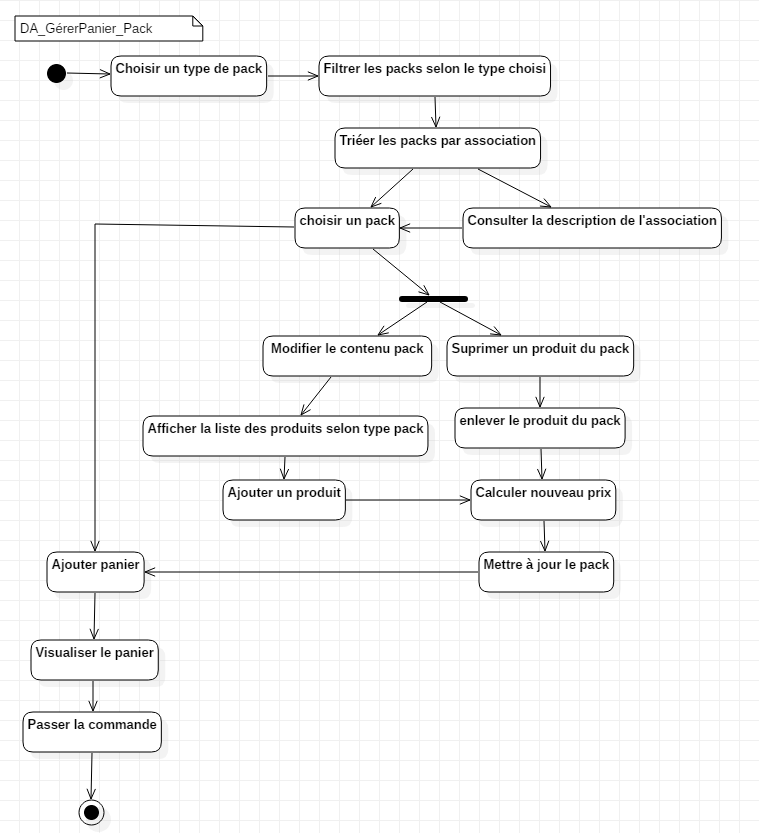 DA_GérerPanier_Pack
Choisir un type de pack
Filtrer les packs selon le type choisi
Triéer les packs par association
choisir un pack
Consulter la description de l'association
Modifier le contenu pack
Suprimer un produit du pack
Afficher la liste des produits selon type pack
enlever le produit du pack
Ajouter un produit
Calculer nouveau prix
Ajouter panier
Mettre à jour le pack
Visualiser le panier
Passer la commande